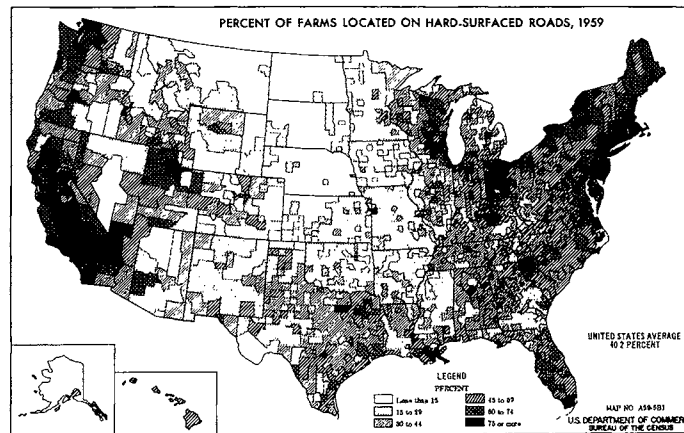 PERCENT OF FARMS LOCATED ON HARD-SURFACED ROADS, 1959
UNITED STATES AVERAGE
40.2 PERCENT
LEGEND
PERCENT
Less than 15
15 to 29
30 to 44
45 to 59
60 to 74
75 or more
MAP NO. A59-5B1
U.S. DEPARTMENT OF COMMER
BUREAU OF THE CENSUS